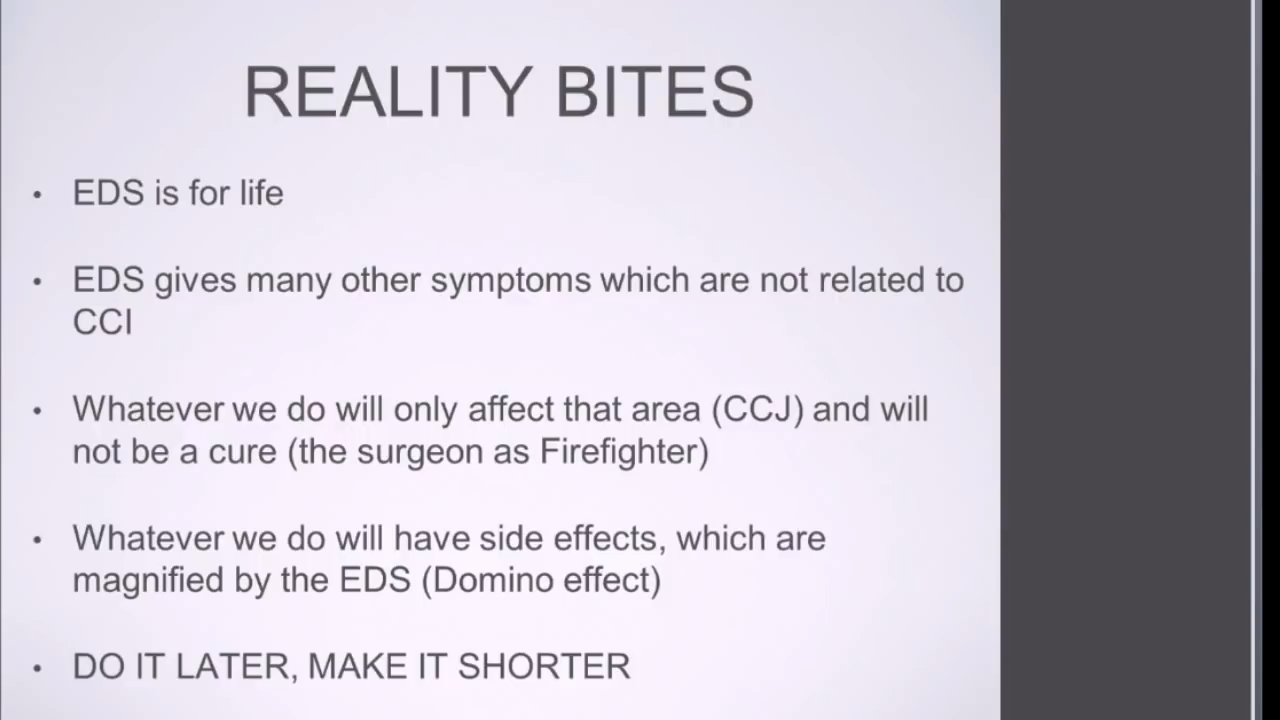 REALITY BITES
• EDS is for life
• EDS gives many other symptoms which are not related to
CCI
• Whatever we do will only affect that area (CCJ) and will
not be a cure (the surgeon as Firefighter)
• Whatever we do will have side effects, which are
magnified by the EDS (Domino effect)
• DO IT LATER, MAKE IT SHORTER